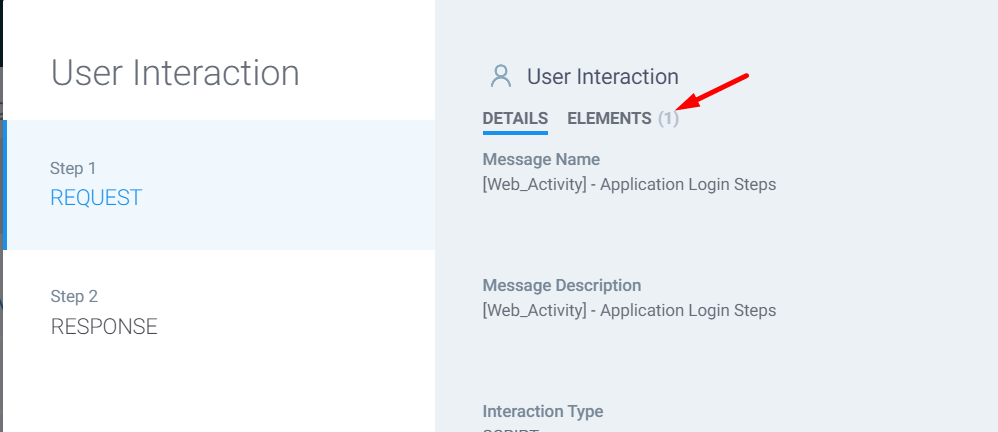 User Interaction
Step 1
REQUEST
Step 2
RESPONSE
User Interaction
DETAILS ELEMENTS (1)
Message Name
[Web_Activity] - Application Login Steps
Message Description
[Web_Activity] - Application Login Steps
Interaction Type